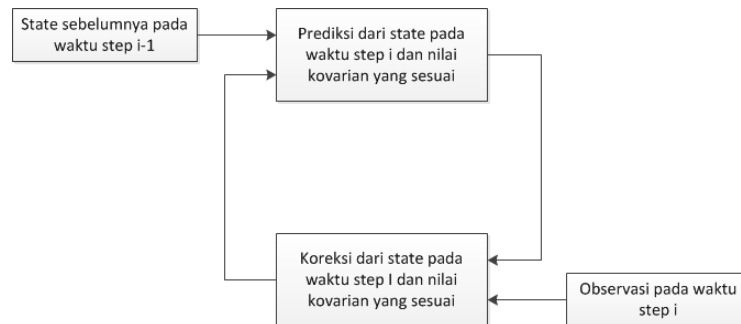 State sebelumnya pada
waktu step i-1
Prediksi dari state pada
waktu step i dan nilai
kovarian yang sesuai
Koreksi dari state pada
waktu step I dan nilai
kovarian yang sesuai
Observasi pada waktu
step i